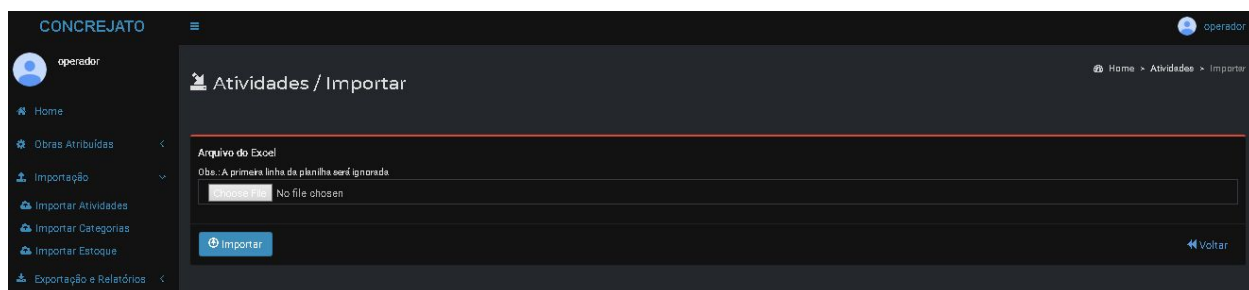 CONCREJATO
operador
operador
Home
Obras Atribuídas
Importação
Importar Atividades
Importar Categorias
Importar Estoque
Exportação e Relatórios
Atividades / Importar
Home > Atividades > Importar
Arquivo do Excel
Obs.: A primeira linha da planilha será ignorada
Choose File No file chosen
Importar
Voltar